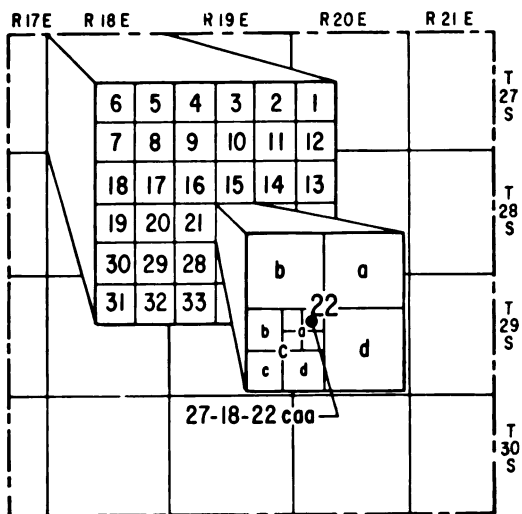 R17E R18E R19E R20E R21E
T 27 S
6 5 4 3 2 1
7 8 9 10 11 12
18 17 16 15 14 13
T 28 S
19 20 21
30 29 28
31 32 33
b a
T 29 S
22
b a
c d
c d
27-18-22 caa
T 30 S